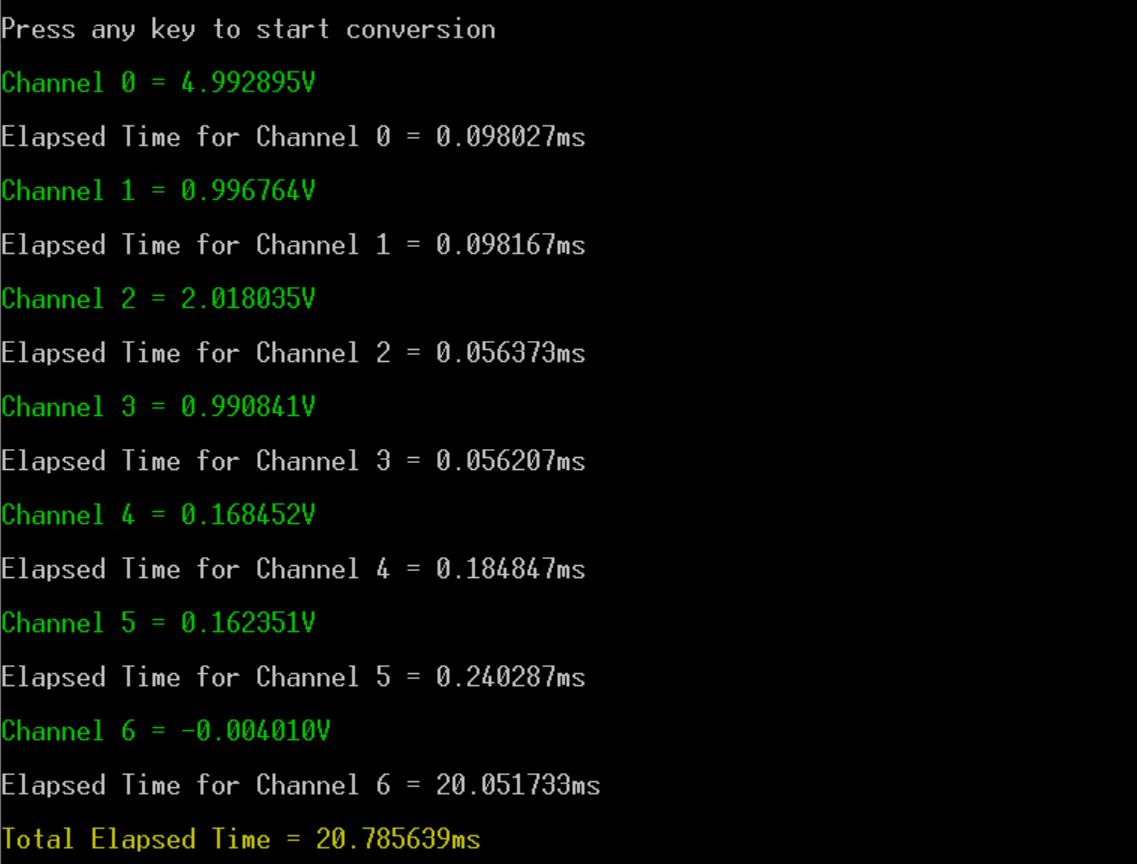 Press any key to start conversion
Channel 0 = 4.992895V
Elapsed Time for Channel 0 = 0.098027ms
Channel 1 = 0.996764V
Elapsed Time for Channel 1 = 0.098167ms
Channel 2 = 2.018035V
Elapsed Time for Channel 2 = 0.056373ms
Channel 3 = 0.990841V
Elapsed Time for Channel 3 = 0.056207ms
Channel 4 = 0.168452V
Elapsed Time for Channel 4 = 0.184847ms
Channel 5 = 0.162351V
Elapsed Time for Channel 5 = 0.240287ms
Channel 6 = -0.004010V
Elapsed Time for Channel 6 = 20.051733ms
Total Elapsed Time = 20.785639ms